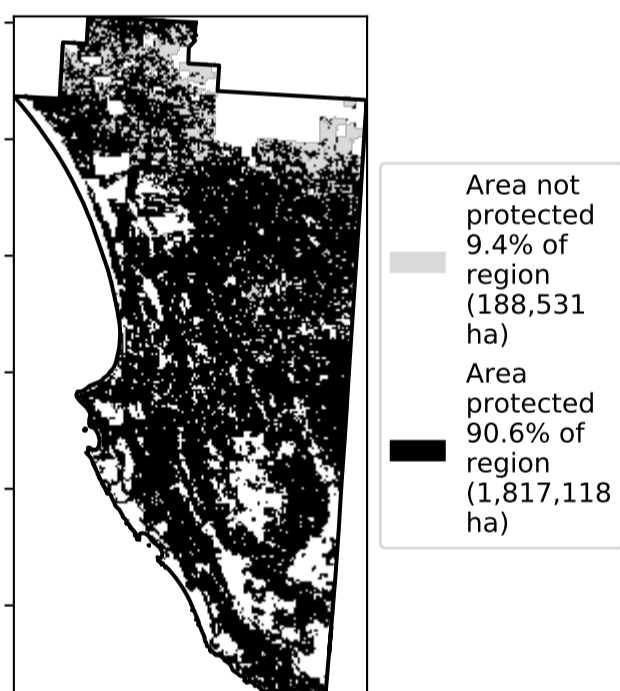 Area not
protected
9.4% of
region
(188,531
ha)
Area
protected
90.6% of
region
(1,817,118
ha)